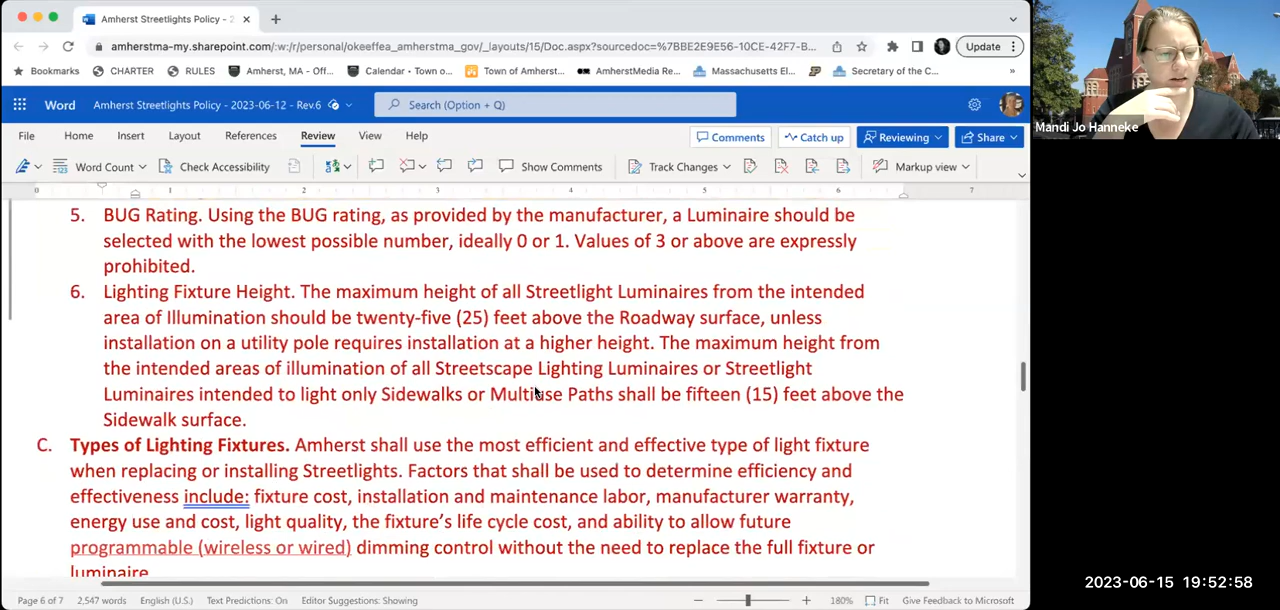 Amherst Streetlights Policy - 2
amherstma-my.sharepoint.com/:w:/r/personal/okeeffea_amherstma_gov/_layouts/15/Doc.aspx?sourcedoc=%7BBE2E9E56-10CE-42F7-B...
Update
Bookmarks CHARTER RULES Amherst, MA - Off... Calendar • Town o... Town of Amherst... AmherstMedia Re... Massachusetts El... Secretary of the C... »
Word Amherst Streetlights Policy - 2023-06-12 - Rev.6 Search (Option + Q)
File Home Insert Layout References Review View Help Comments Catch up Reviewing Share
Word Count Check Accessibility Show Comments Track Changes Markup view
0 1 2 3 4 5 6 7
5. BUG Rating. Using the BUG rating, as provided by the manufacturer, a Luminaire should be
selected with the lowest possible number, ideally 0 or 1. Values of 3 or above are expressly
prohibited.
6. Lighting Fixture Height. The maximum height of all Streetlight Luminaires from the intended
area of Illumination should be twenty-five (25) feet above the Roadway surface, unless
installation on a utility pole requires installation at a higher height. The maximum height from
the intended areas of illumination of all Streetscape Lighting Luminaires or Streetlight
Luminaires intended to light only Sidewalks or Multiuse Paths shall be fifteen (15) feet above the
Sidewalk surface.
C. Types of Lighting Fixtures. Amherst shall use the most efficient and effective type of light fixture
when replacing or installing Streetlights. Factors that shall be used to determine efficiency and
effectiveness include: fixture cost, installation and maintenance labor, manufacturer warranty,
energy use and cost, light quality, the fixture's life cycle cost, and ability to allow future
programmable (wireless or wired) dimming control without the need to replace the full fixture or
luminaire
Page 6 of 7 2,547 words English (U.S.) Text Predictions: On Editor Suggestions: Showing 180% Fit Give Feedback to Microsoft
Mandi Jo Hanneke
2023-06-15 19:52:58